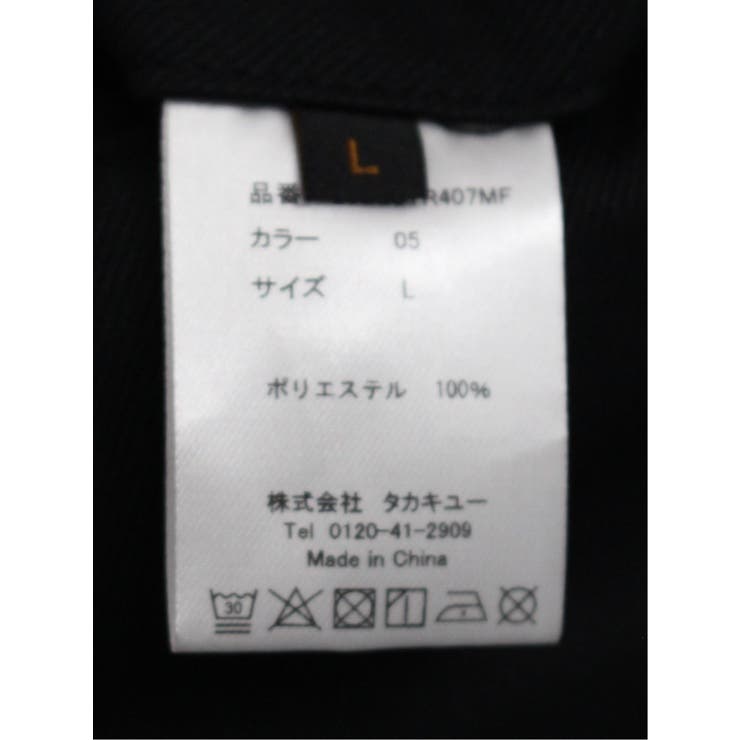 L
品番 R407MF
カラー 05
サイズ L
ポリエステル 100%
株式会社 タカキユー
Tel 0120-41-2909
Made in China
30